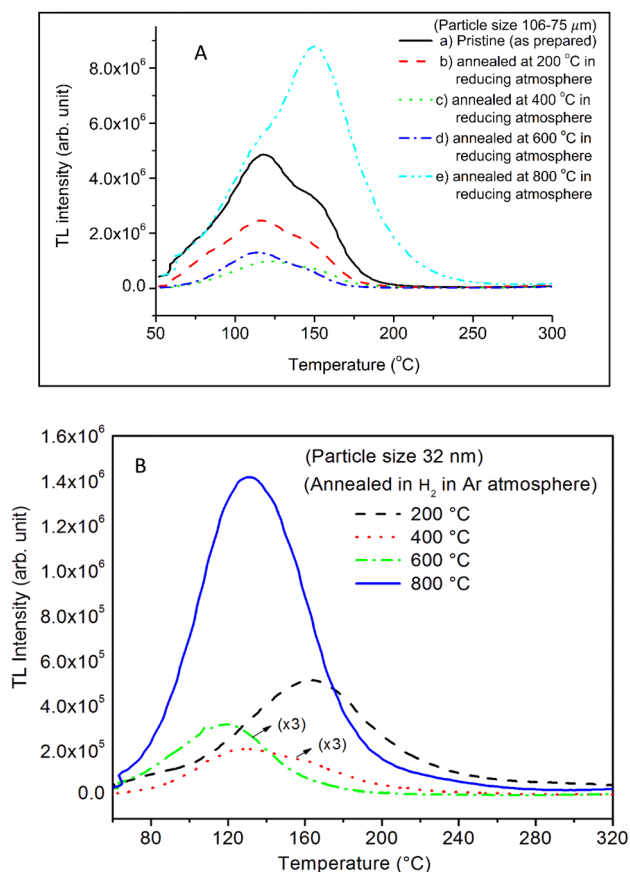 A
(Particle size 106-75 μm)
a) Pristine (as prepared)
b) annealed at 200 °C in
reducing atmosphere
c) annealed at 400 °C in
reducing atmosphere
d) annealed at 600 °C in
reducing atmosphere
e) annealed at 800 °C in
reducing atmosphere
TL intensity (arb. unit)
8.0x10⁶
6.0x10⁶
4.0x10⁶
2.0x10⁶
0.0
50 100 150 200 250 300
Temperature (°C)
B
(Particle size 32 nm)
(Annealed in H₂ in Ar atmosphere)
200 °C
400 °C
600 °C
800 °C
TL Intensity (arb. unit)
1.6x10⁶
1.4x10⁶
1.2x10⁶
1.0x10⁶
8.0x10⁵
6.0x10⁵
4.0x10⁵
2.0x10⁵
0.0
(x3)
(x3)
80 120 160 200 240 280 320
Temperature (°C)